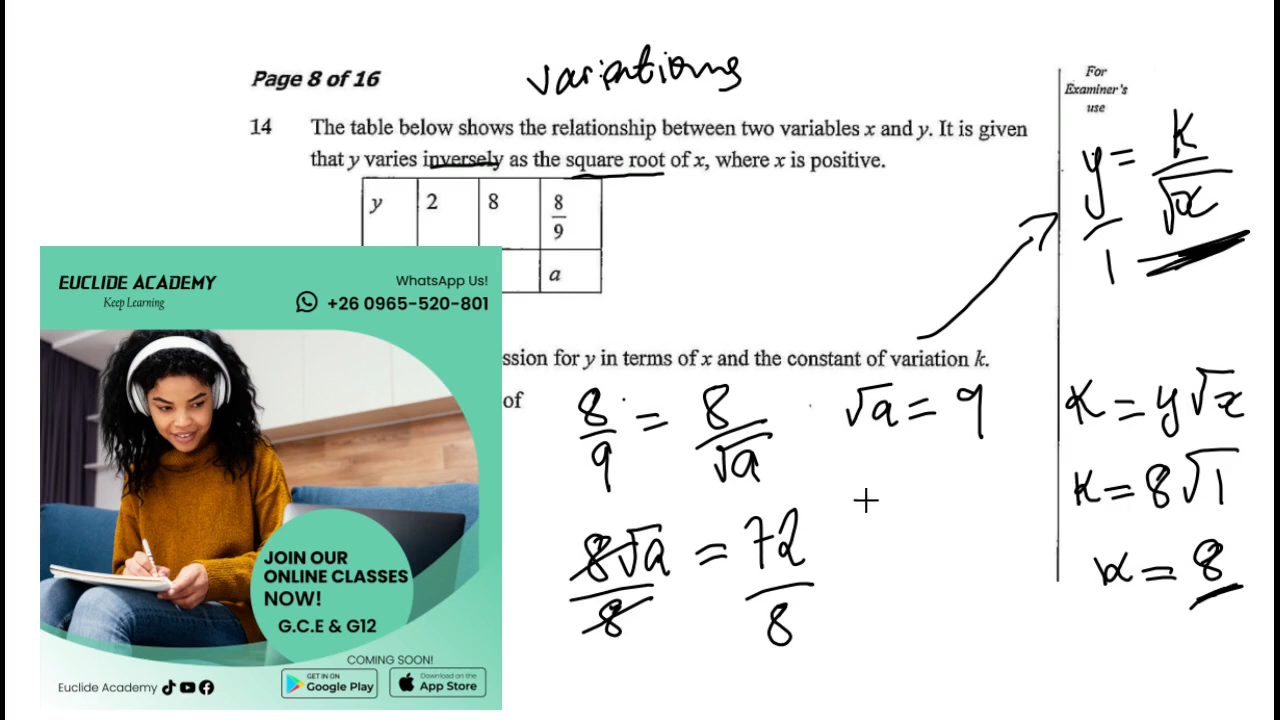 variations
Page 8 of 16
For
Examiner's
use
14 The table below shows the relationship between two variables x and y. It is given
that y varies inversely as the square root of x, where x is positive.
y 2 8 8/9
a
y/1 = k/√x
EUCLIDE ACADEMY
Keep Learning
WhatsApp Us!
+26 0965-520-801
ssion for y in terms of x and the constant of variation k.
of
8/9 = 8/√a
√a = 9
8√a/8 = 72/8
K = y√x
K = 8√1
K = 8
JOIN OUR
ONLINE CLASSES
NOW!
G.C.E & G12
COMING SOON!
Euclide Academy
GET IN ON
Google Play
Download on the
App Store